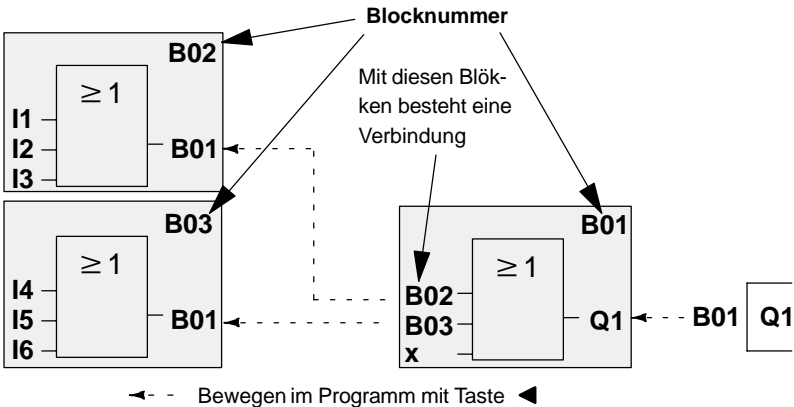 Blocknummer
B02
≥1
I1
I2
I3
B01
Mit diesen Blök-
ken besteht eine
Verbindung
B03
≥1
I4
I5
I6
B01
B01
≥1
B02
B03
x
Q1
B01
Q1
Bewegen im Programm mit Taste ◄